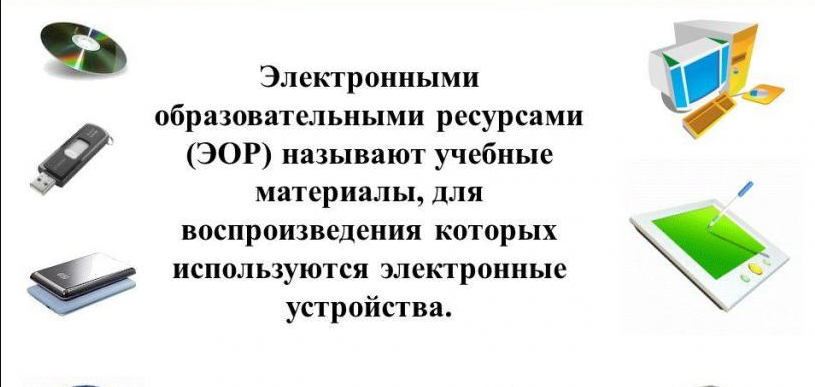 Электронными
образовательными ресурсами
(ЭОР) называют учебные
материалы, для
воспроизведения которых
используются электронные
устройства.